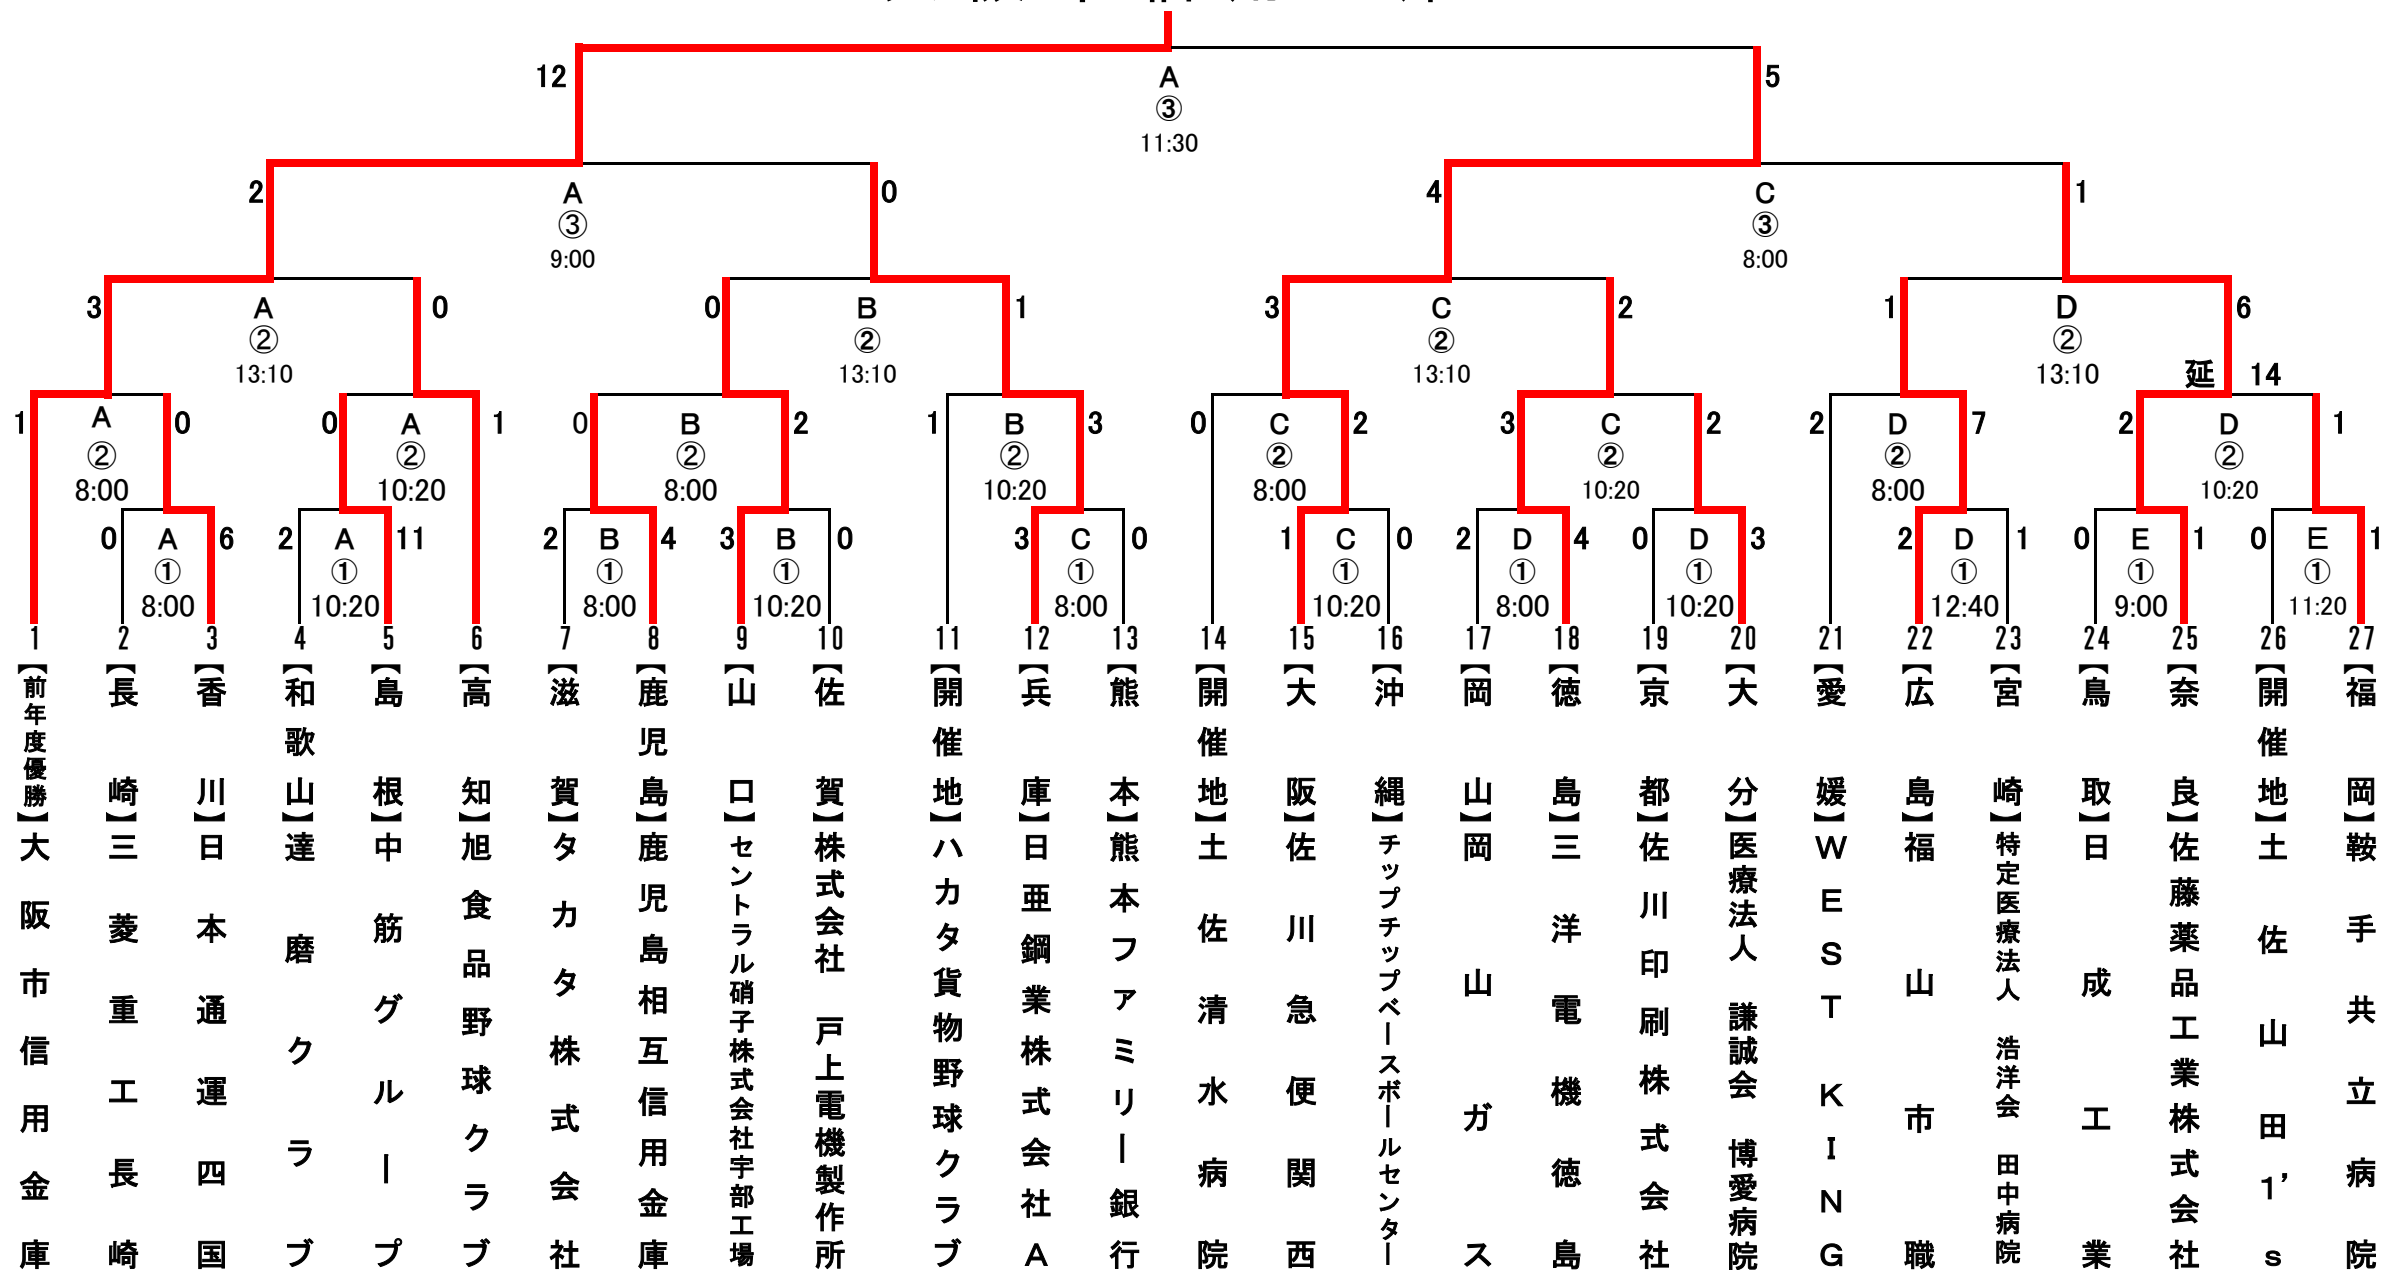 12
A
③
11:30
5
2
A
③
9:00
0
4
C
③
8:00
1
3
A
②
13:10
0
0
B
②
13:10
1
3
C
②
13:10
2
1
D
②
13:10
6
延 14
1
A
②
8:00
0
0
A
②
10:20
1
0
B
②
8:00
2
1
B
②
10:20
3
0
C
②
8:00
2
3
C
②
10:20
2
2
D
②
8:00
7
2
D
②
10:20
1
0
A
①
8:00
6
2
A
①
10:20
11
2
B
①
8:00
4
3
B
①
10:20
0
3
C
①
8:00
0
1
C
①
10:20
0
2
D
①
8:00
4
0
D
①
10:20
3
2
D
①
12:40
1
0
E
①
9:00
1
0
E
①
11:20
1
1
【前年度優勝】大阪市信用金庫
2
【長崎】三菱重工長崎
3
【香川】日本通運四国
4
【和歌山】達磨クラブ
5
【島根】中筋グループ
6
【高知】旭食品野球クラブ
7
【滋賀】タカタ株式会社
8
【鹿児島】鹿児島相互信用金庫
9
【山口】セントラル硝子株式会社宇部工場
10
【佐賀】株式会社 戸上電機製作所
11
【開催地】ハカタ貨物野球クラブ
12
【兵庫】日亜鋼業株式会社A
13
【熊本】熊本ファミリー銀行
14
【開催地】土佐清水病院
15
【大阪】佐川急便関西
16
【沖縄】チップチップベースボールセンター
17
【岡山】岡山ガス
18
【徳島】三洋電機徳島
19
【京都】佐川印刷株式会社
20
【大分】医療法人 謙誠会 博愛病院
21
【愛媛】WEST KING
22
【広島】福山市職
23
【宮崎】特定医療法人 浩洋会 田中病院
24
【鳥取】日成工業
25
【奈良】佐藤薬品工業株式会社
26
【開催地】土佐山田1’s
27
【福岡】鞍手共立病院